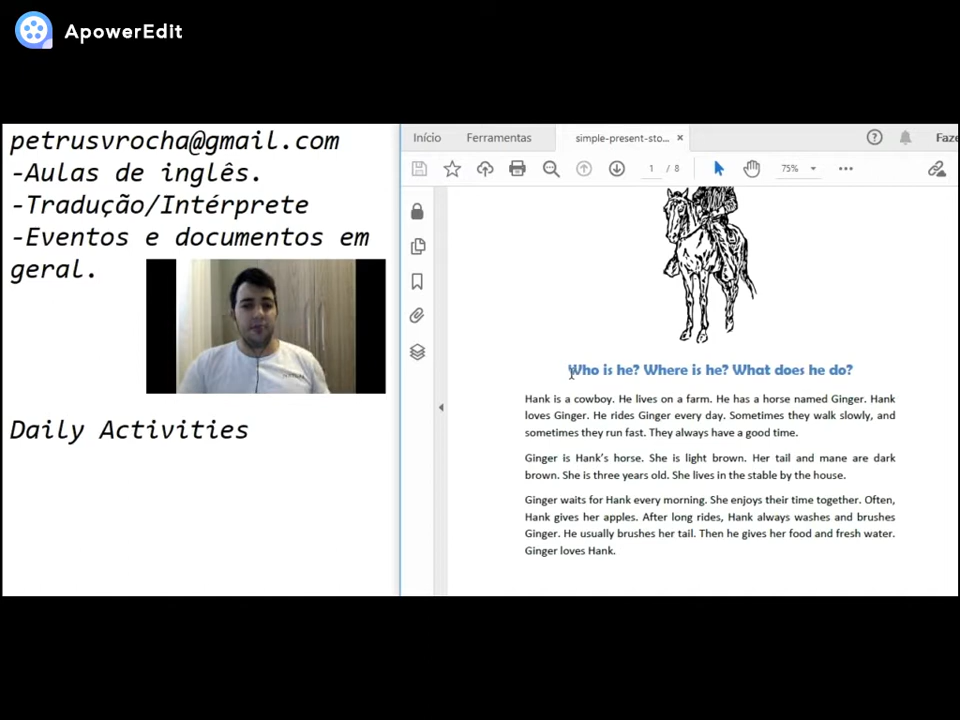 ApowerEdit
petrusvrocha@gmail.com
-Aulas de inglês.
-Tradução/Intérprete
-Eventos e documentos em
geral.
Daily Activities
Início Ferramentas simple-present-sto... × Faze
1 / 8 75%
Who is he? Where is he? What does he do?
Hank is a cowboy. He lives on a farm. He has a horse named Ginger. Hank
loves Ginger. He rides Ginger every day. Sometimes they walk slowly, and
sometimes they run fast. They always have a good time.
Ginger is Hank's horse. She is light brown. Her tail and mane are dark
brown. She is three years old. She lives in the stable by the house.
Ginger waits for Hank every morning. She enjoys their time together. Often,
Hank gives her apples. After long rides, Hank always washes and brushes
Ginger. He usually brushes her tail. Then he gives her food and fresh water.
Ginger loves Hank.